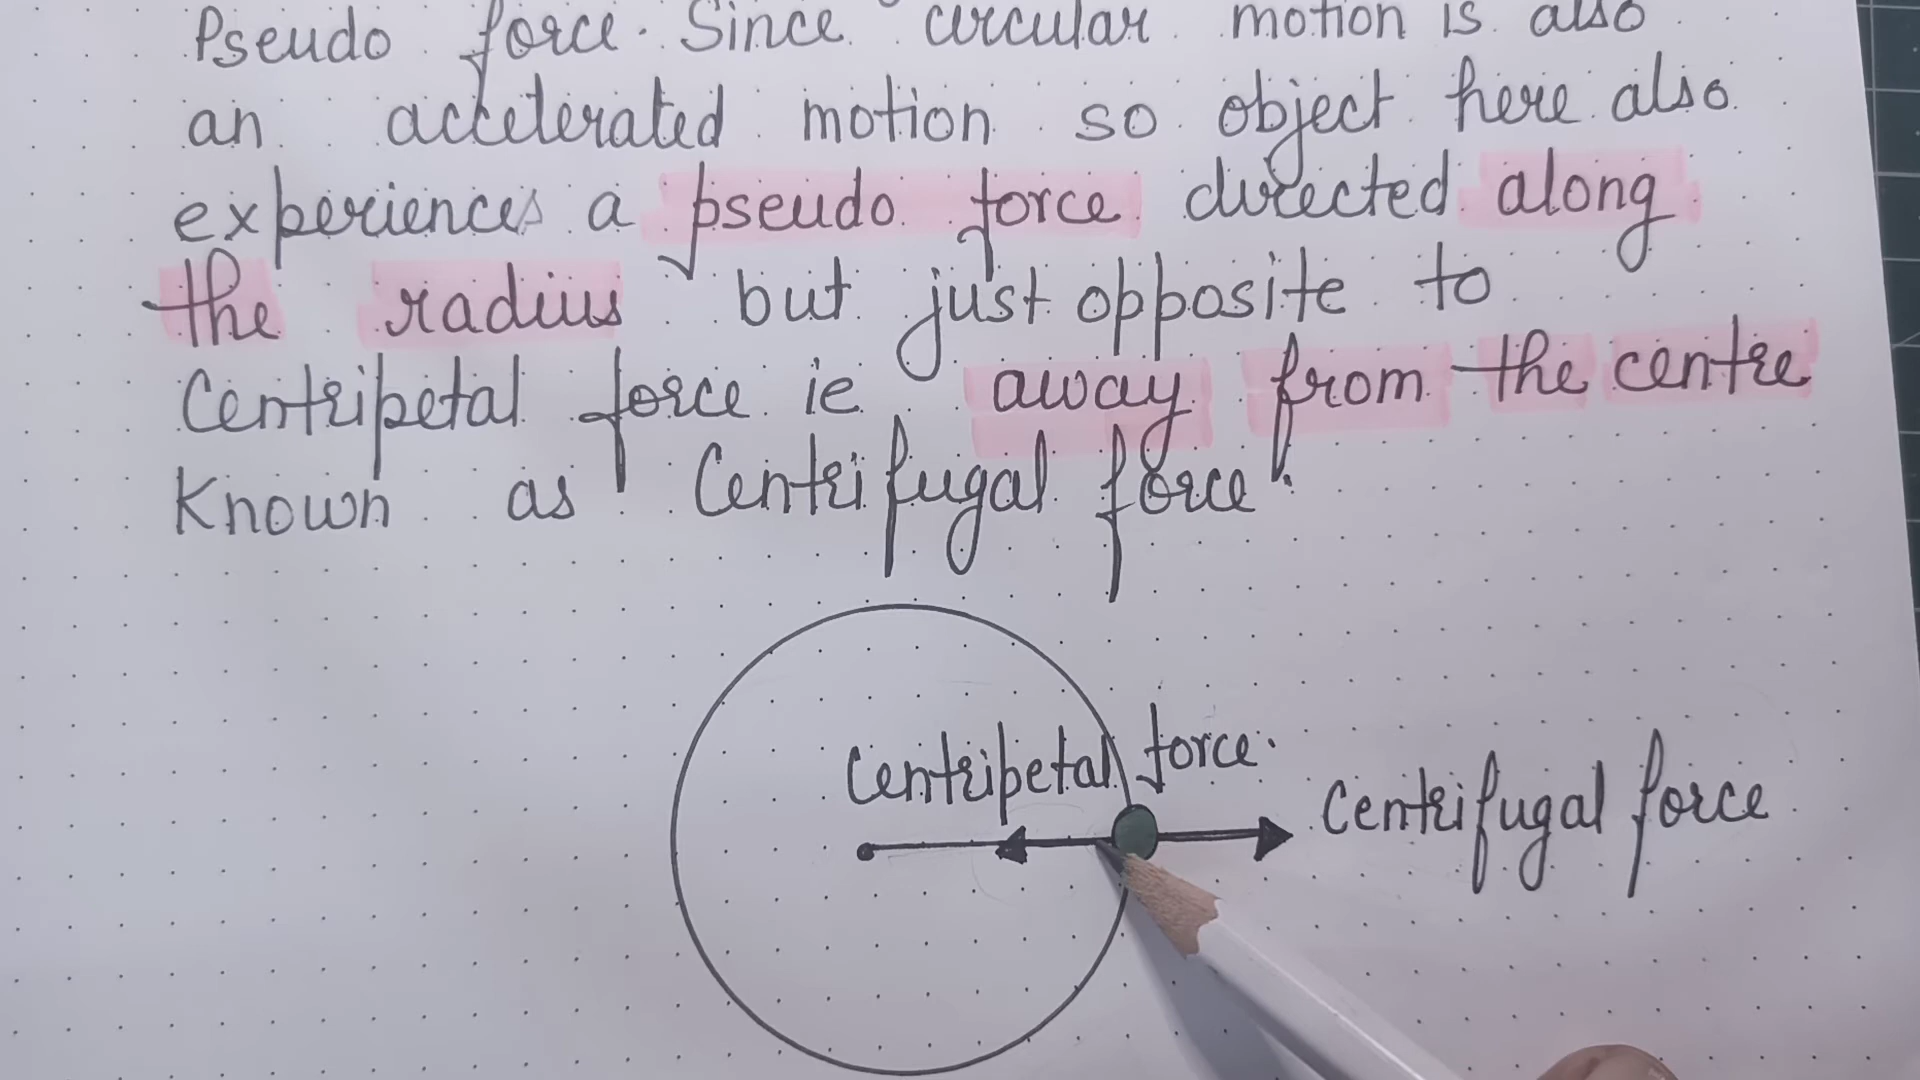 Pseudo force. Since circular motion is also
an accelerated motion so object here also
experiences a pseudo force directed along
the radius but just opposite to
Centripetal force ie away from the centre
Known as Centrifugal force.
Centripetal force.
Centrifugal force